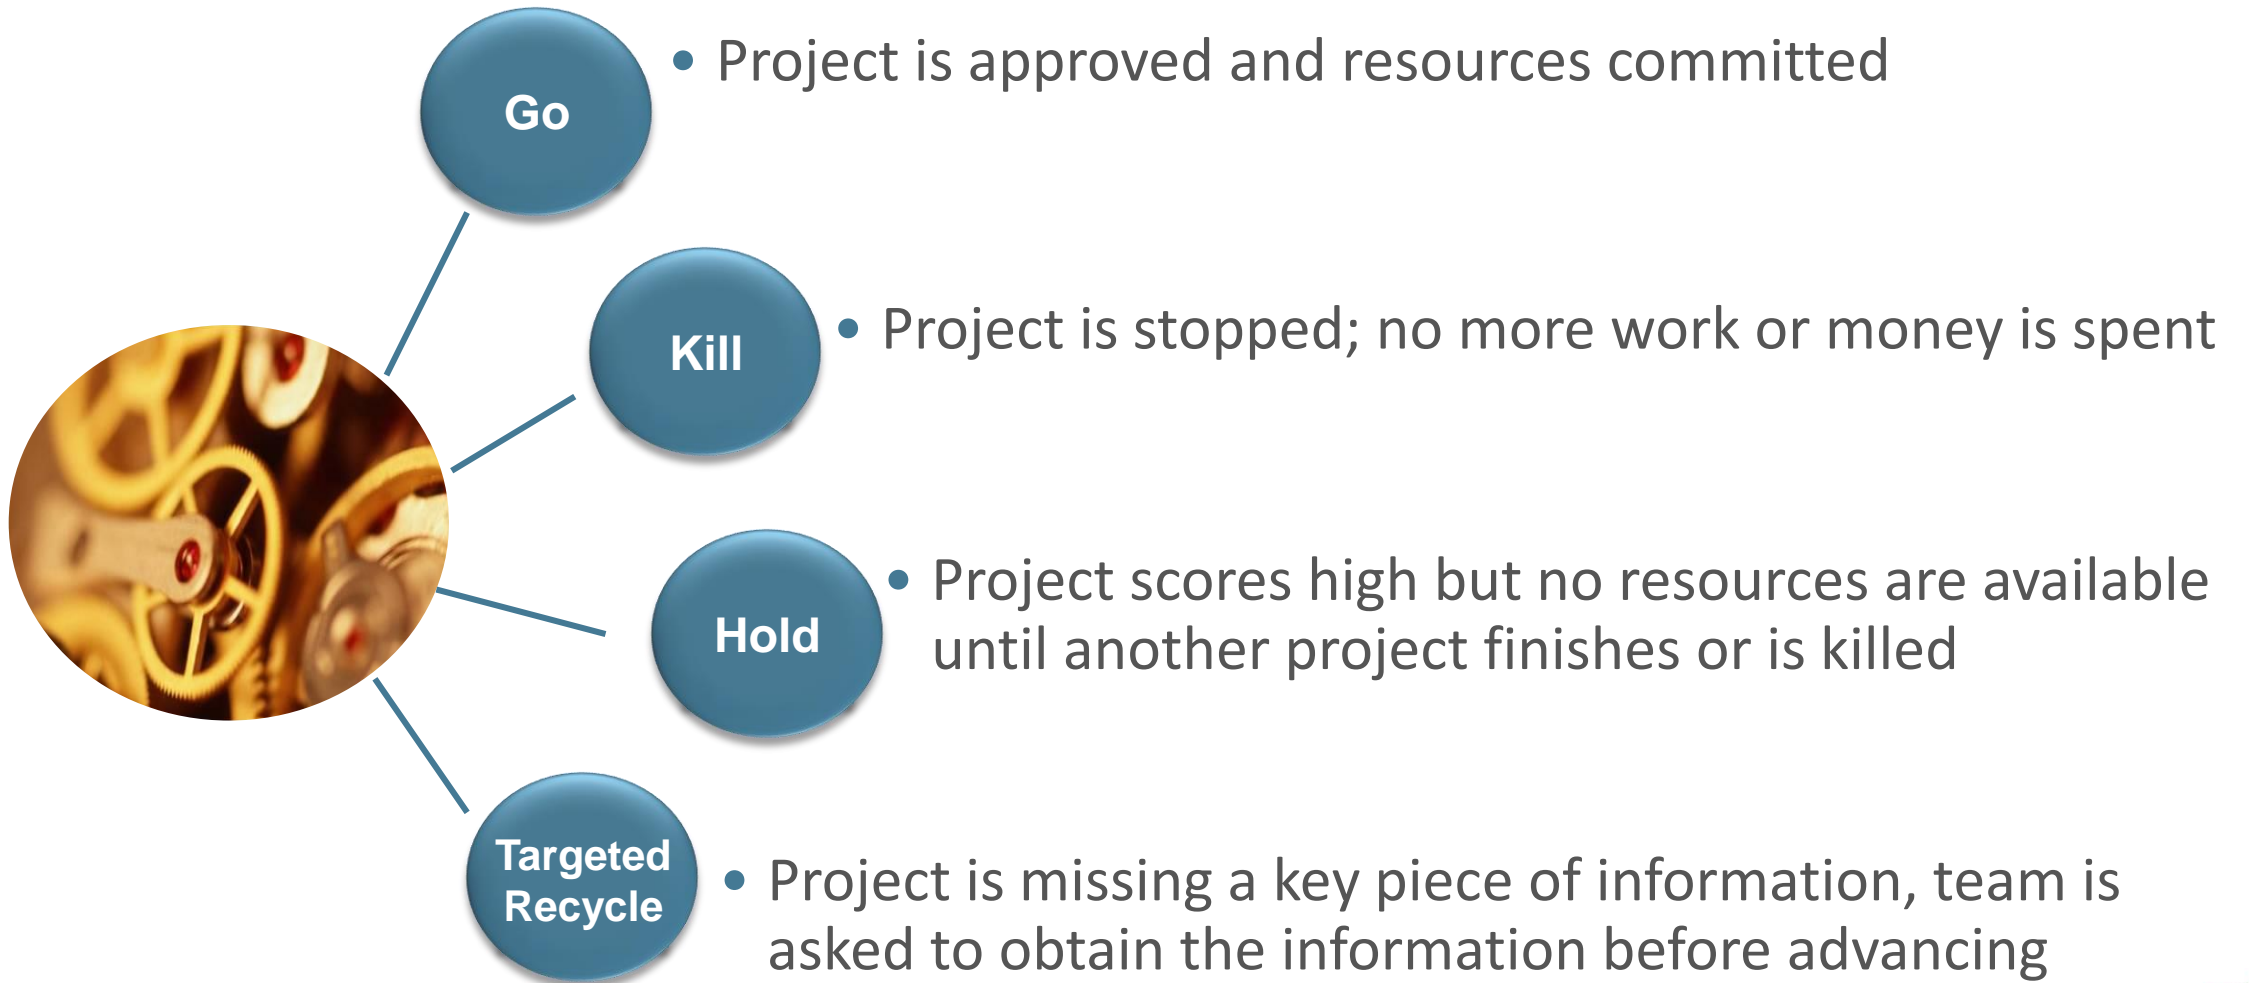 Go
• Project is approved and resources committed
Kill
• Project is stopped; no more work or money is spent
Hold
• Project scores high but no resources are available
until another project finishes or is killed
Targeted
Recycle
• Project is missing a key piece of information, team is
asked to obtain the information before advancing